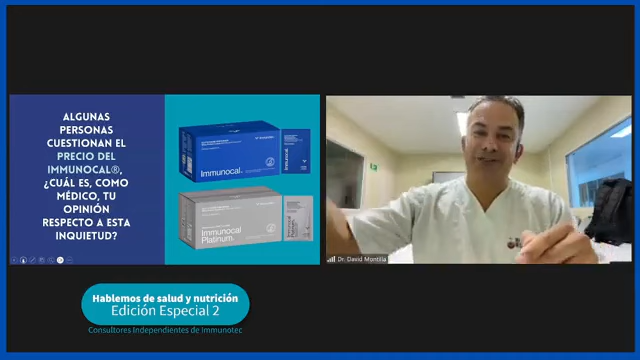 ALGUNAS
PERSONAS
CUESTIONAN EL
PRECIO DEL
IMMUNOCAL®,
¿CUÁL ES, COMO
MÉDICO, TU
OPINIÓN
RESPECTO A ESTA
INQUIETUD?
Immunocal.
Immunocal
Immunocal
Platinum.
Dr. David Montilla
Hablemos de salud y nutrición
Edición Especial 2
Consultores Independientes de Immunotec